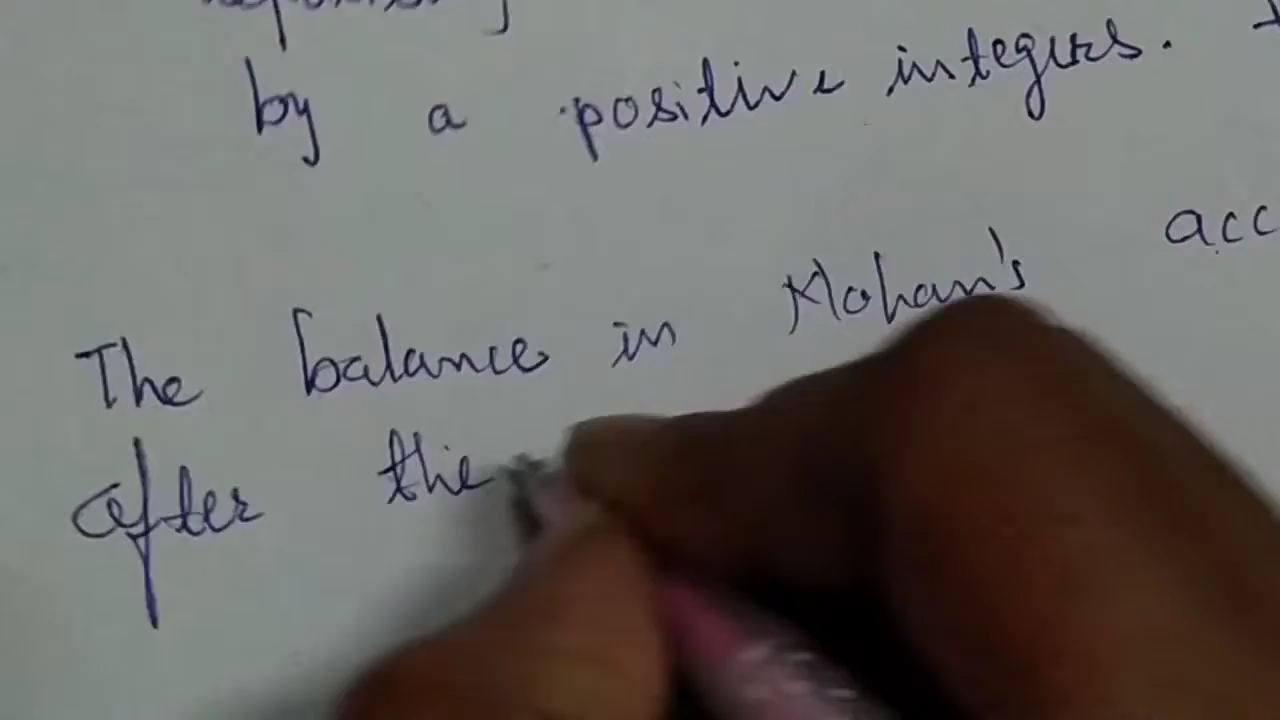 by a positive integers.
The balance in Mohan's acc
after the